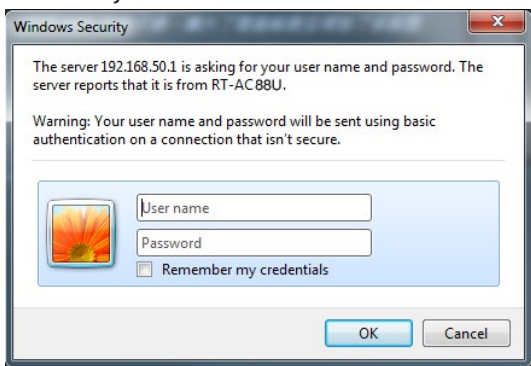 Windows Security
The server 192.168.50.1 is asking for your user name and password. The
server reports that it is from RT-AC88U.
Warning: Your user name and password will be sent using basic
authentication on a connection that isn't secure.
User name
Password
Remember my credentials
OK
Cancel